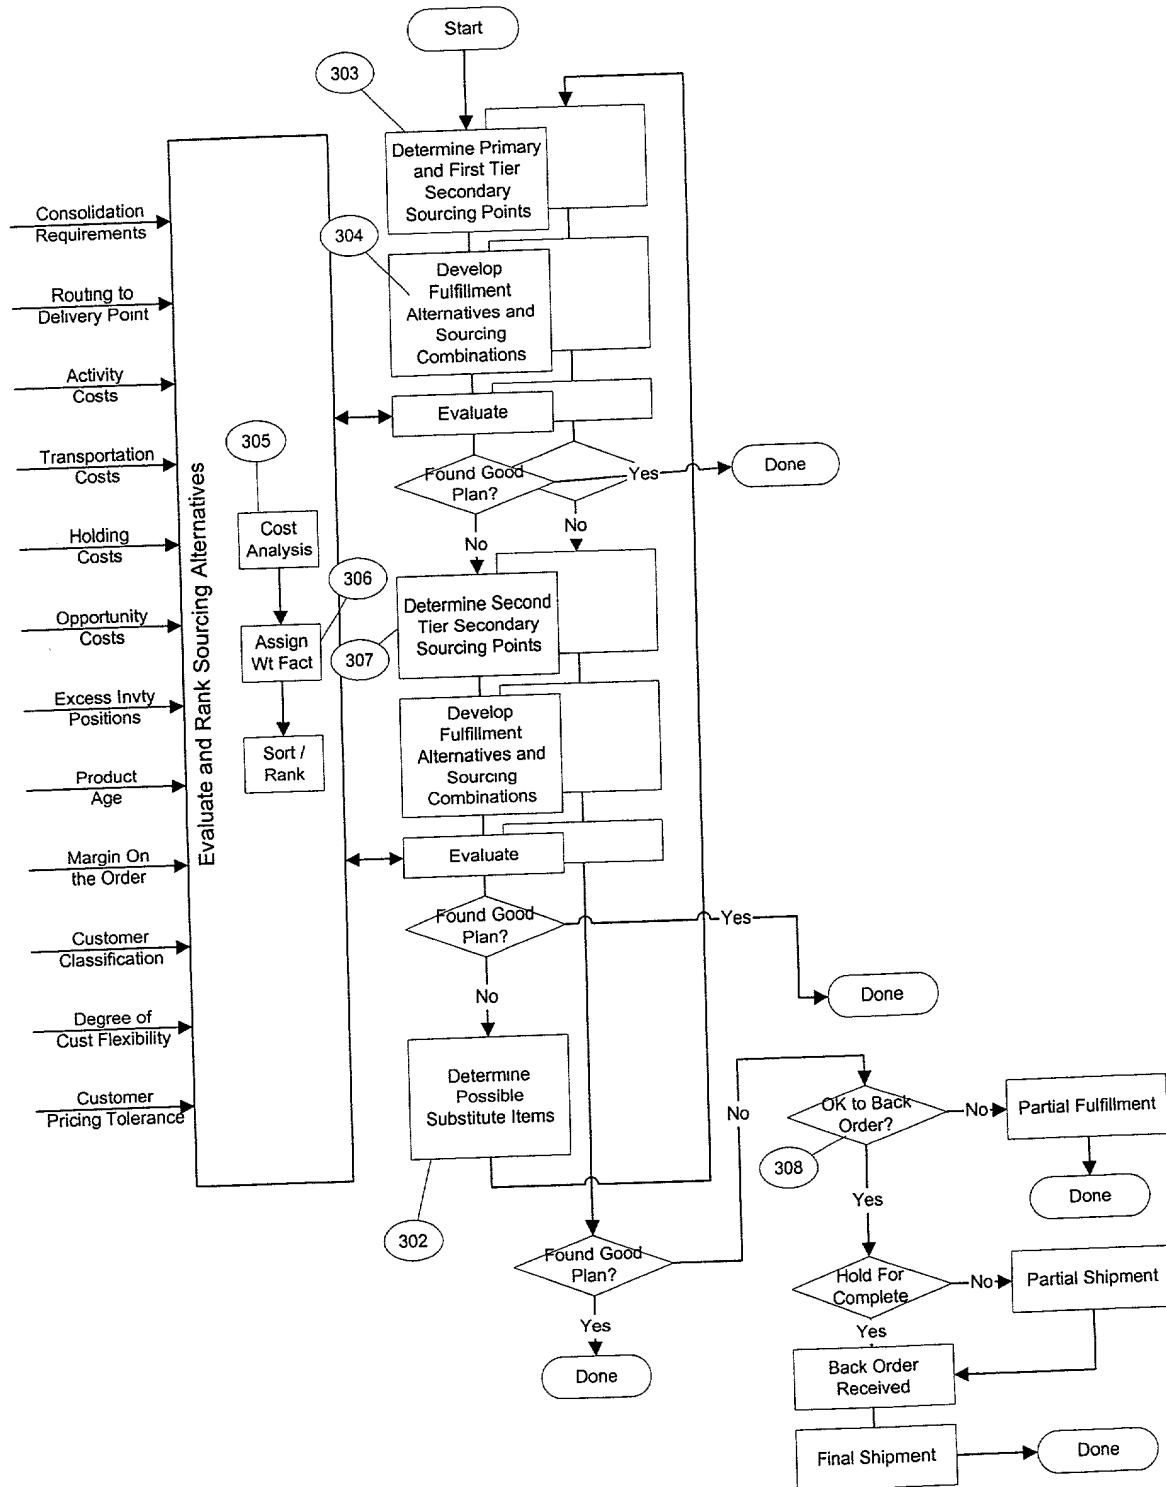 Start
303
Determine Primary
and First Tier
Secondary
Sourcing Points
304
Develop
Fulfillment
Alternatives and
Sourcing
Combinations
Evaluate
Found Good
Plan?
Yes
Done
No
No
Determine Second
Tier Secondary
Sourcing Points
307
Develop
Fulfillment
Alternatives and
Sourcing
Combinations
Evaluate
Found Good
Plan?
Yes
Done
No
Determine
Possible
Substitute Items
302
Found Good
Plan?
Yes
Done
No
OK to Back
Order?
308
No
Partial Fulfillment
Done
Yes
Hold For
Complete
No
Partial Shipment
Yes
Back Order
Received
Final Shipment
Done
Consolidation
Requirements
Routing to
Delivery Point
Activity
Costs
Transportation
Costs
Holding
Costs
Opportunity
Costs
Excess Invty
Positions
Product
Age
Margin On
the Order
Customer
Classification
Degree of
Cust Flexibility
Customer
Pricing Tolerance
Evaluate and Rank Sourcing Alternatives
305
Cost
Analysis
306
Assign
Wt Fact
Sort /
Rank